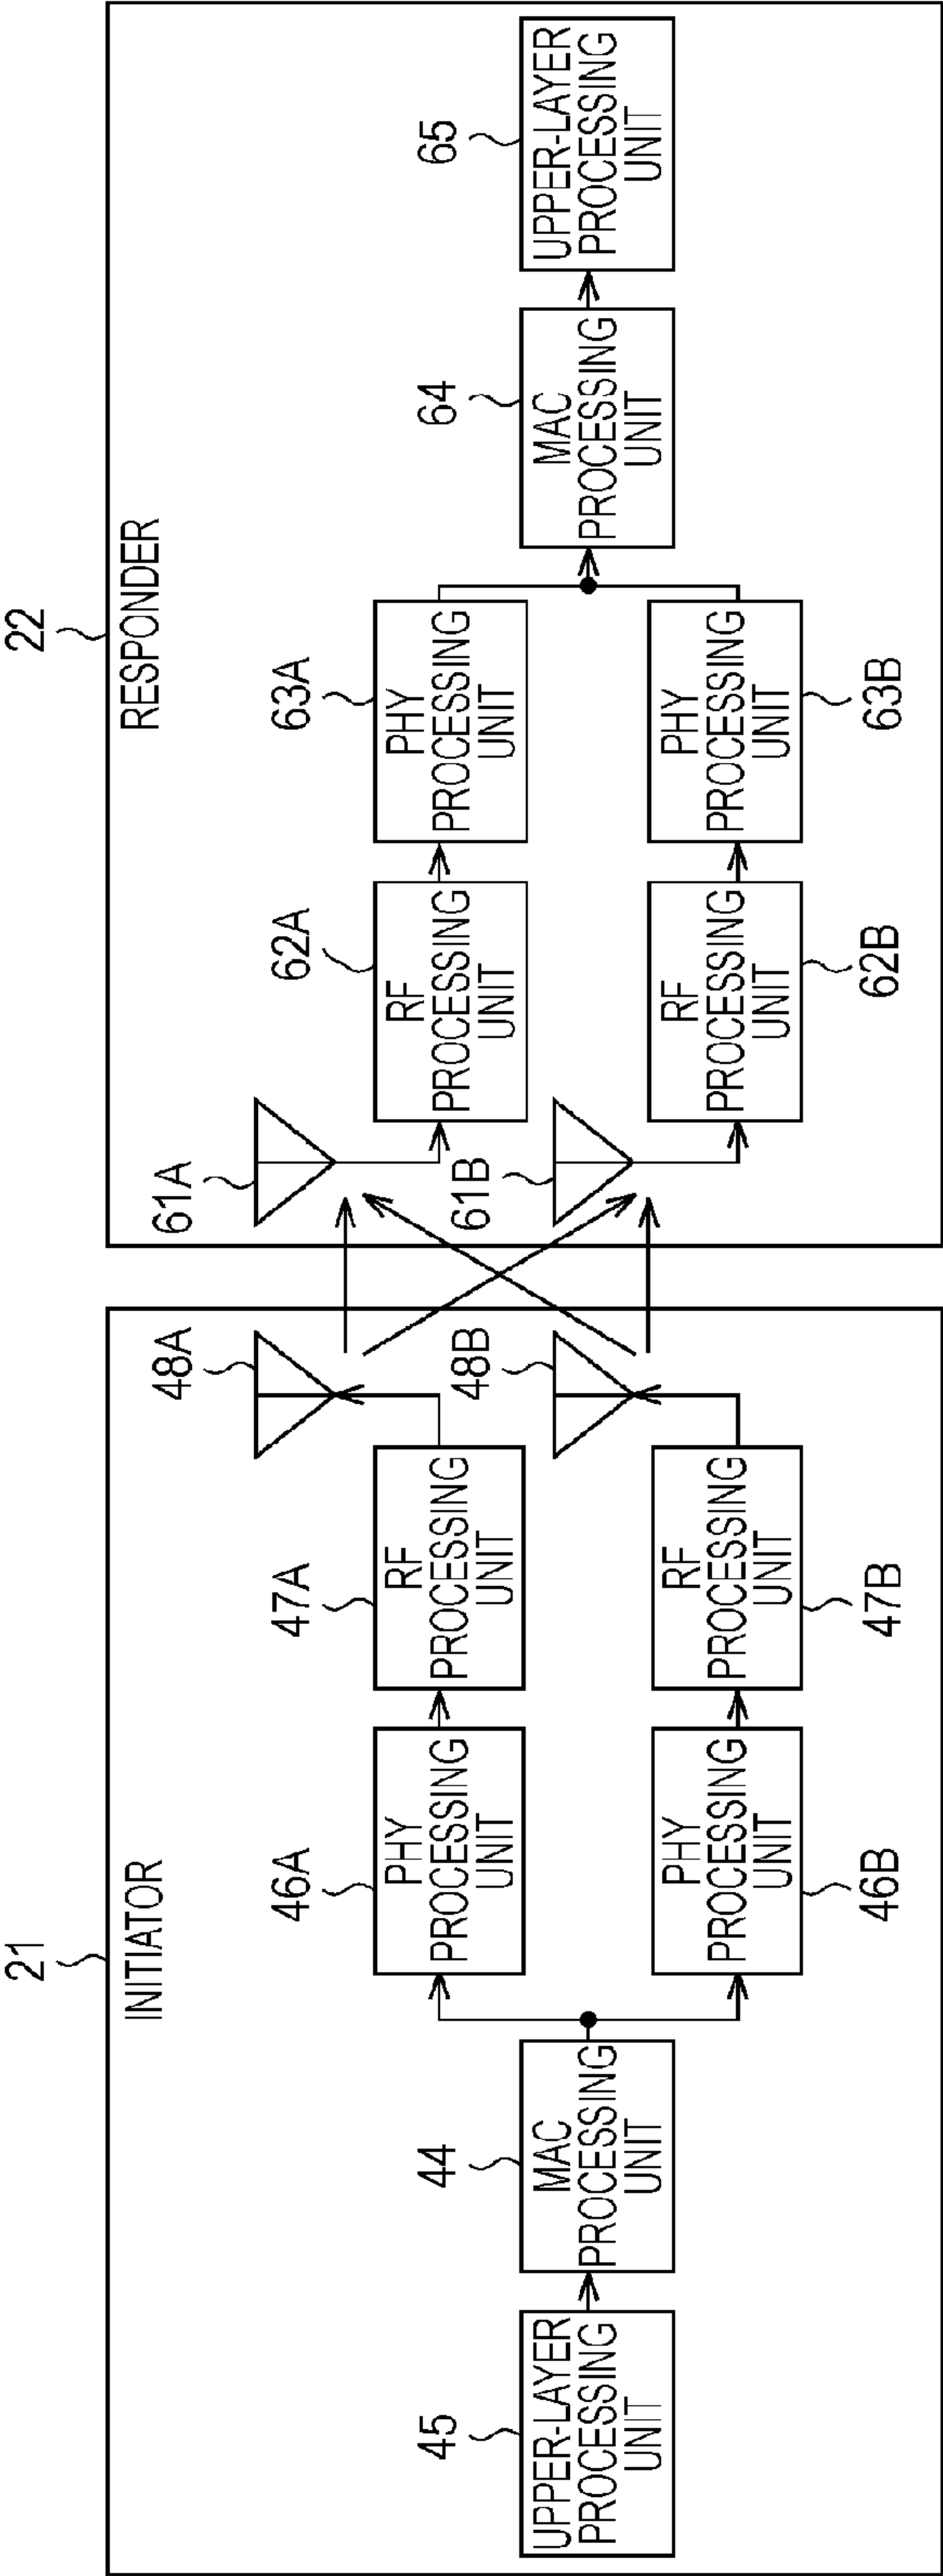 21
INITIATOR
45
UPPER-LAYER
PROCESSING
UNIT
44
MAC
PROCESSING
UNIT
46A
PHY
PROCESSING
UNIT
47A
RF
PROCESSING
UNIT
48A
46B
PHY
PROCESSING
UNIT
47B
RF
PROCESSING
UNIT
48B
22
RESPONDER
61A
62A
RF
PROCESSING
UNIT
63A
PHY
PROCESSING
UNIT
61B
62B
RF
PROCESSING
UNIT
63B
PHY
PROCESSING
UNIT
64
MAC
PROCESSING
UNIT
65
UPPER-LAYER
PROCESSING
UNIT